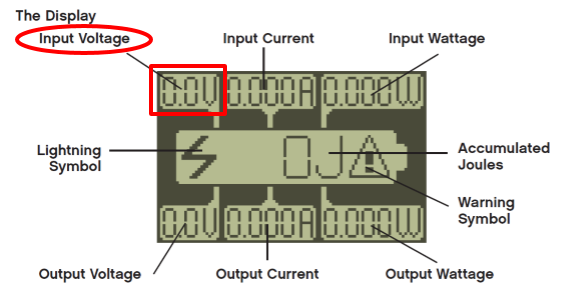 The Display
Input Voltage Input Current Input Wattage
0.0V 0.000A 0.000W
Lightning Symbol
0J
Accumulated Joules
Warning Symbol
0.0V 0.000A 0.000W
Output Voltage Output Current Output Wattage